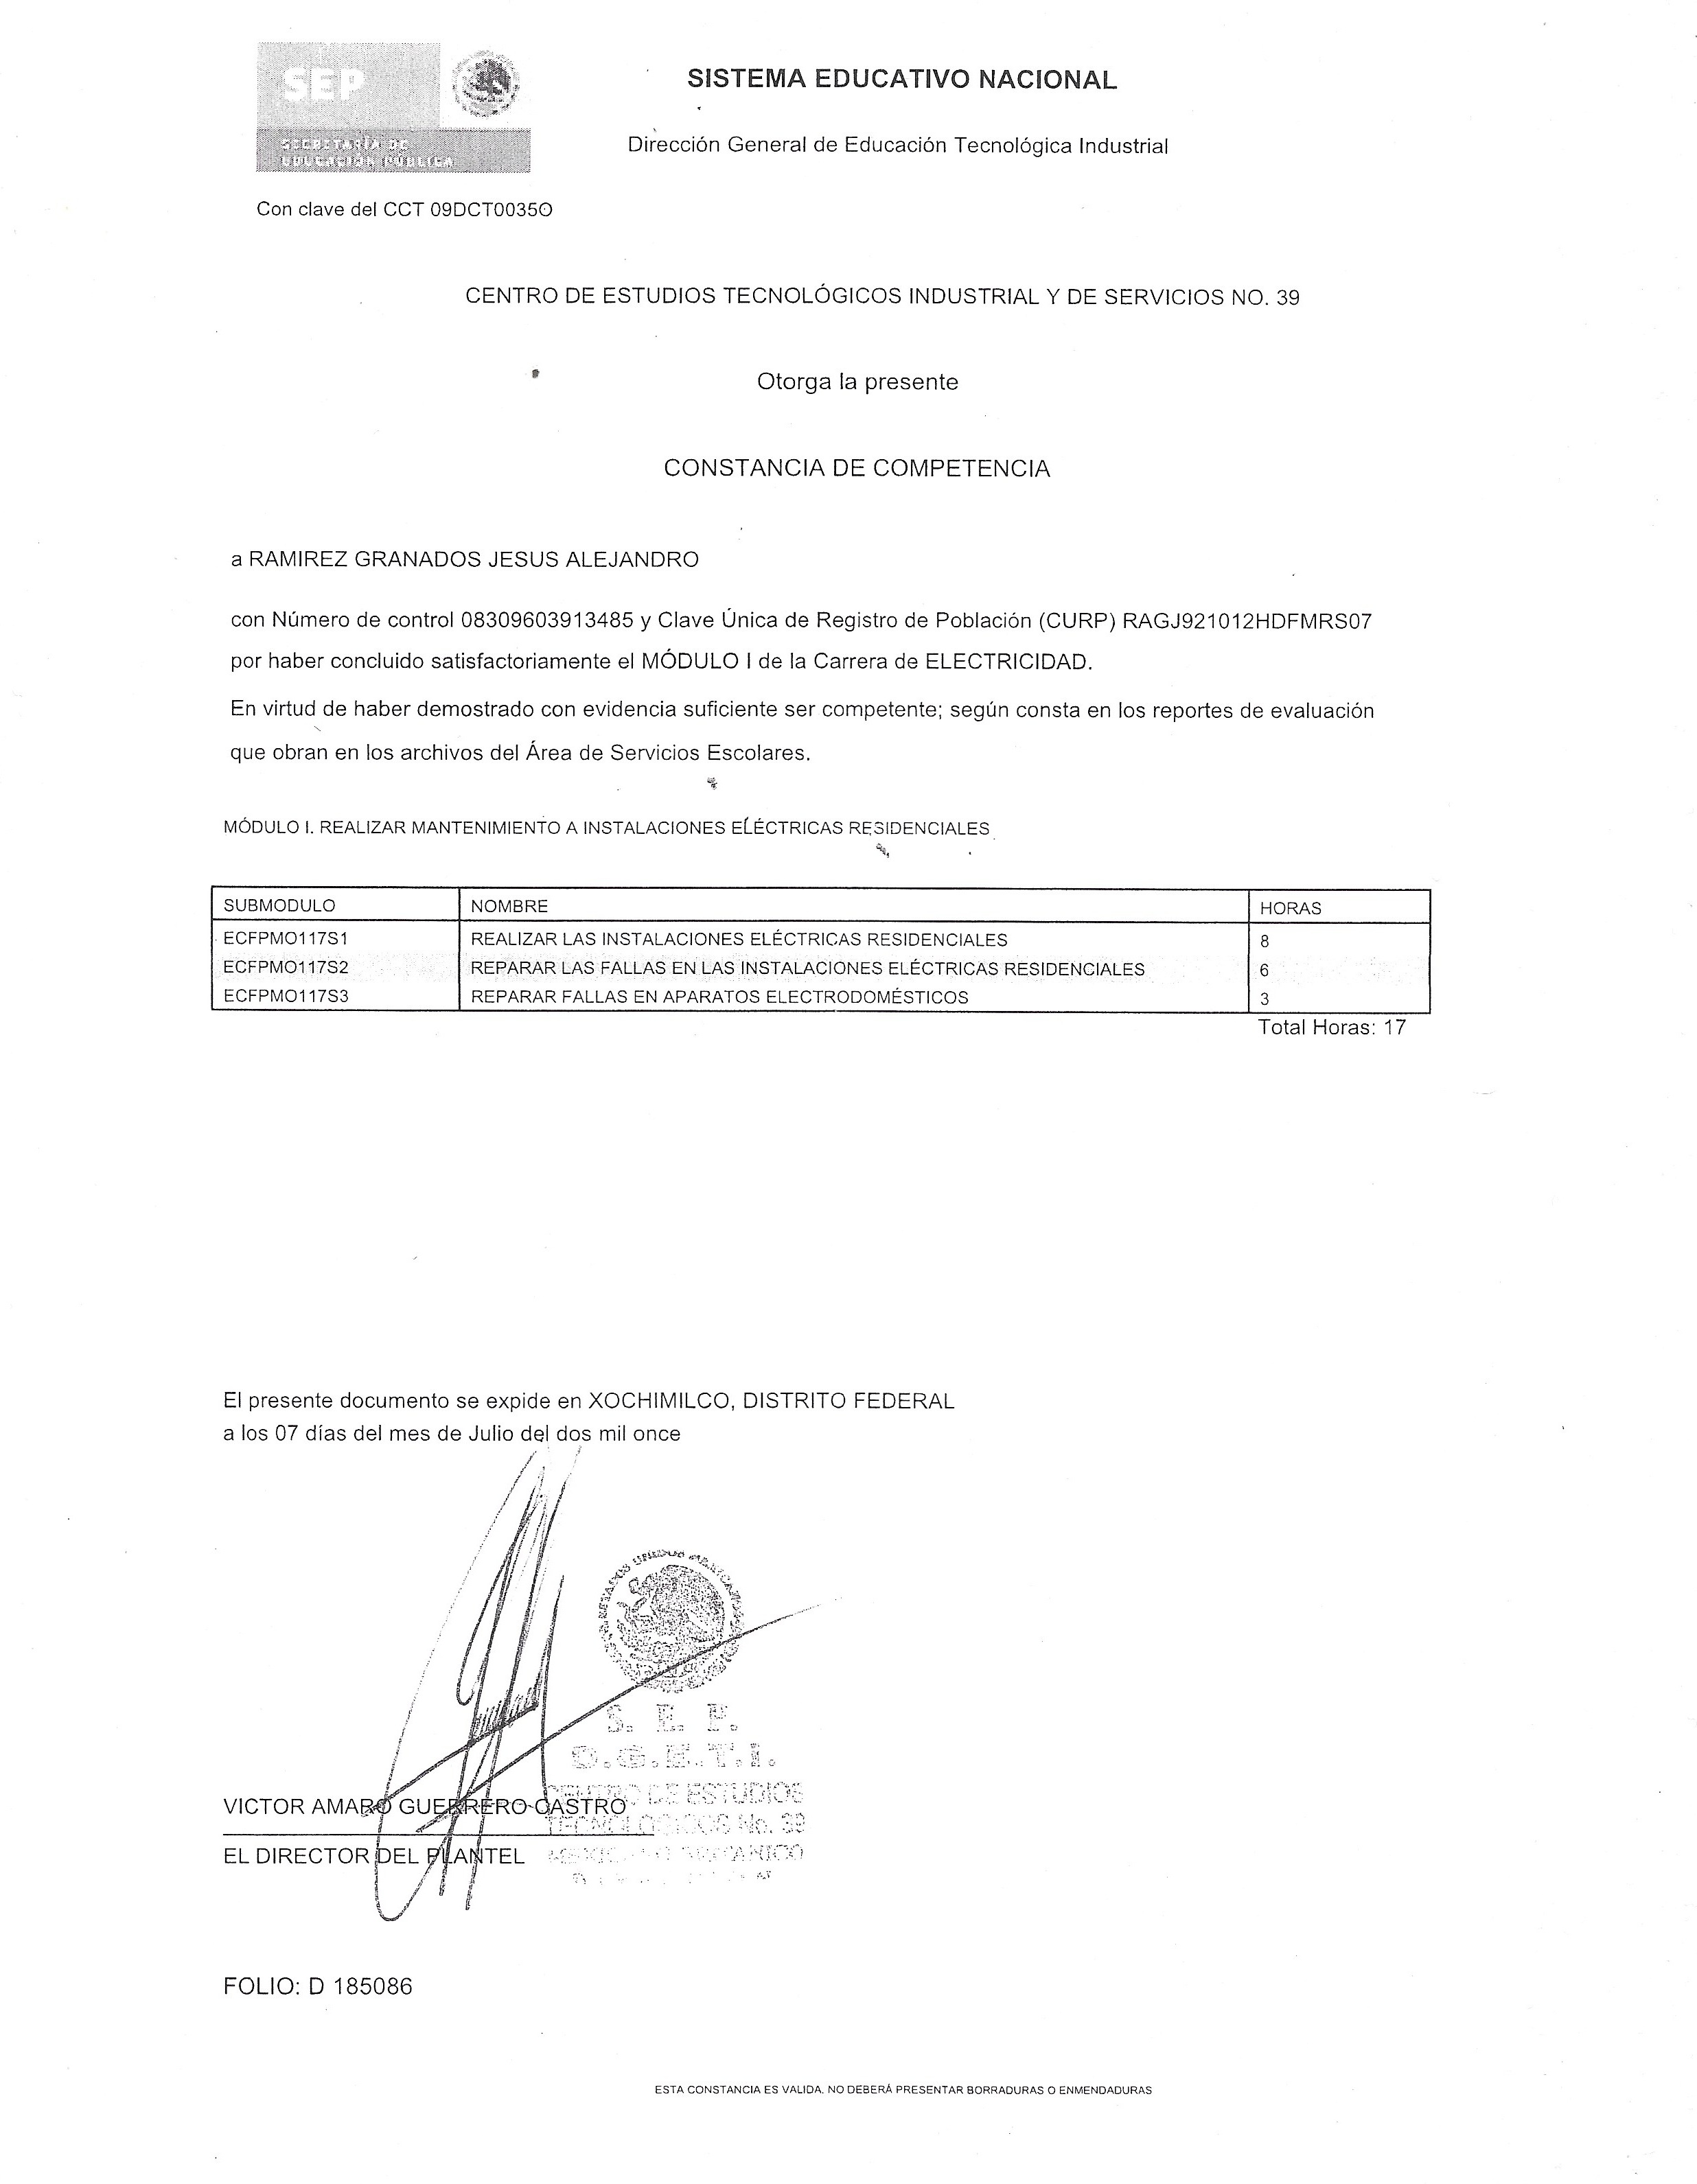 SEP
SECRETARÍA DE
EDUCACIÓN PÚBLICA
SISTEMA EDUCATIVO NACIONAL
Dirección General de Educación Tecnológica Industrial
Con clave del CCT 09DCT0035O
CENTRO DE ESTUDIOS TECNOLÓGICOS INDUSTRIAL Y DE SERVICIOS NO. 39
Otorga la presente
CONSTANCIA DE COMPETENCIA
a RAMIREZ GRANADOS JESUS ALEJANDRO
con Número de control 08309603913485 y Clave Única de Registro de Población (CURP) RAGJ921012HDFMRS07
por haber concluido satisfactoriamente el MÓDULO I de la Carrera de ELECTRICIDAD.
En virtud de haber demostrado con evidencia suficiente ser competente; según consta en los reportes de evaluación
que obran en los archivos del Área de Servicios Escolares.
MÓDULO I. REALIZAR MANTENIMIENTO A INSTALACIONES ELÉCTRICAS RESIDENCIALES
SUBMODULO NOMBRE HORAS
ECFPMO117S1 REALIZAR LAS INSTALACIONES ELÉCTRICAS RESIDENCIALES 8
ECFPMO117S2 REPARAR LAS FALLAS EN LAS INSTALACIONES ELÉCTRICAS RESIDENCIALES 6
ECFPMO117S3 REPARAR FALLAS EN APARATOS ELECTRODOMÉSTICOS 3
Total Horas: 17
El presente documento se expide en XOCHIMILCO, DISTRITO FEDERAL
a los 07 días del mes de Julio del dos mil once
ESTADOS UNIDOS MEXICANOS
S. E. P.
D.G.E.T.I.
CENTRO DE ESTUDIOS
TECNOLOGICOS No. 39
VICTOR AMARO GUERRERO CASTRO
EL DIRECTOR DEL PLANTEL
FOLIO: D 185086
ESTA CONSTANCIA ES VALIDA, NO DEBERÁ PRESENTAR BORRADURAS O ENMENDADURAS